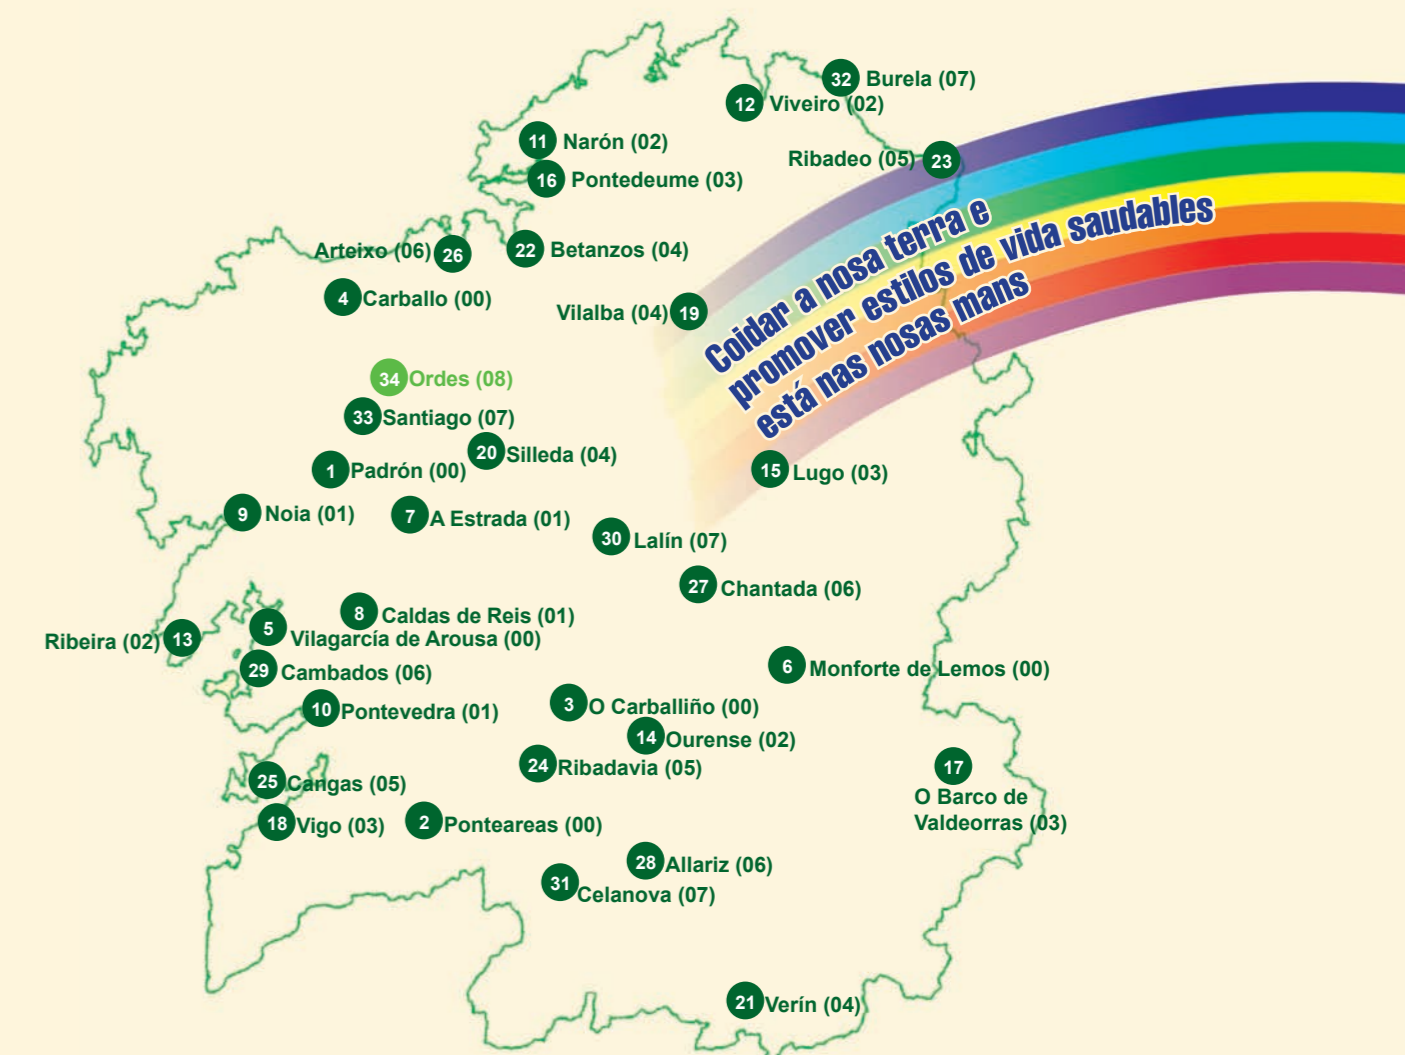 32 Burela (07)
12 Viveiro (02)
11 Narón (02)
Ribadeo (05) 23
16 Pontedeume (03)
Arteixo (06) 26
22 Betanzos (04)
4 Carballo (00)
Vilalba (04) 19
Coidar a nosa terra e
promover estilos de vida saudables
está nas nosas mans
34 Ordes (08)
33 Santiago (07)
20 Silleda (04)
1 Padrón (00)
15 Lugo (03)
9 Noia (01)
7 A Estrada (01)
30 Lalín (07)
27 Chantada (06)
8 Caldas de Reis (01)
5 Vilagarcía de Arousa (00)
Ribeira (02) 13
29 Cambados (06)
6 Monforte de Lemos (00)
10 Pontevedra (01)
3 O Carballiño (00)
14 Ourense (02)
24 Ribadavia (05)
17
O Barco de
Valdeorras (03)
25 Cangas (05)
18 Vigo (03)
2 Ponteareas (00)
28 Allariz (06)
31 Celanova (07)
21 Verín (04)